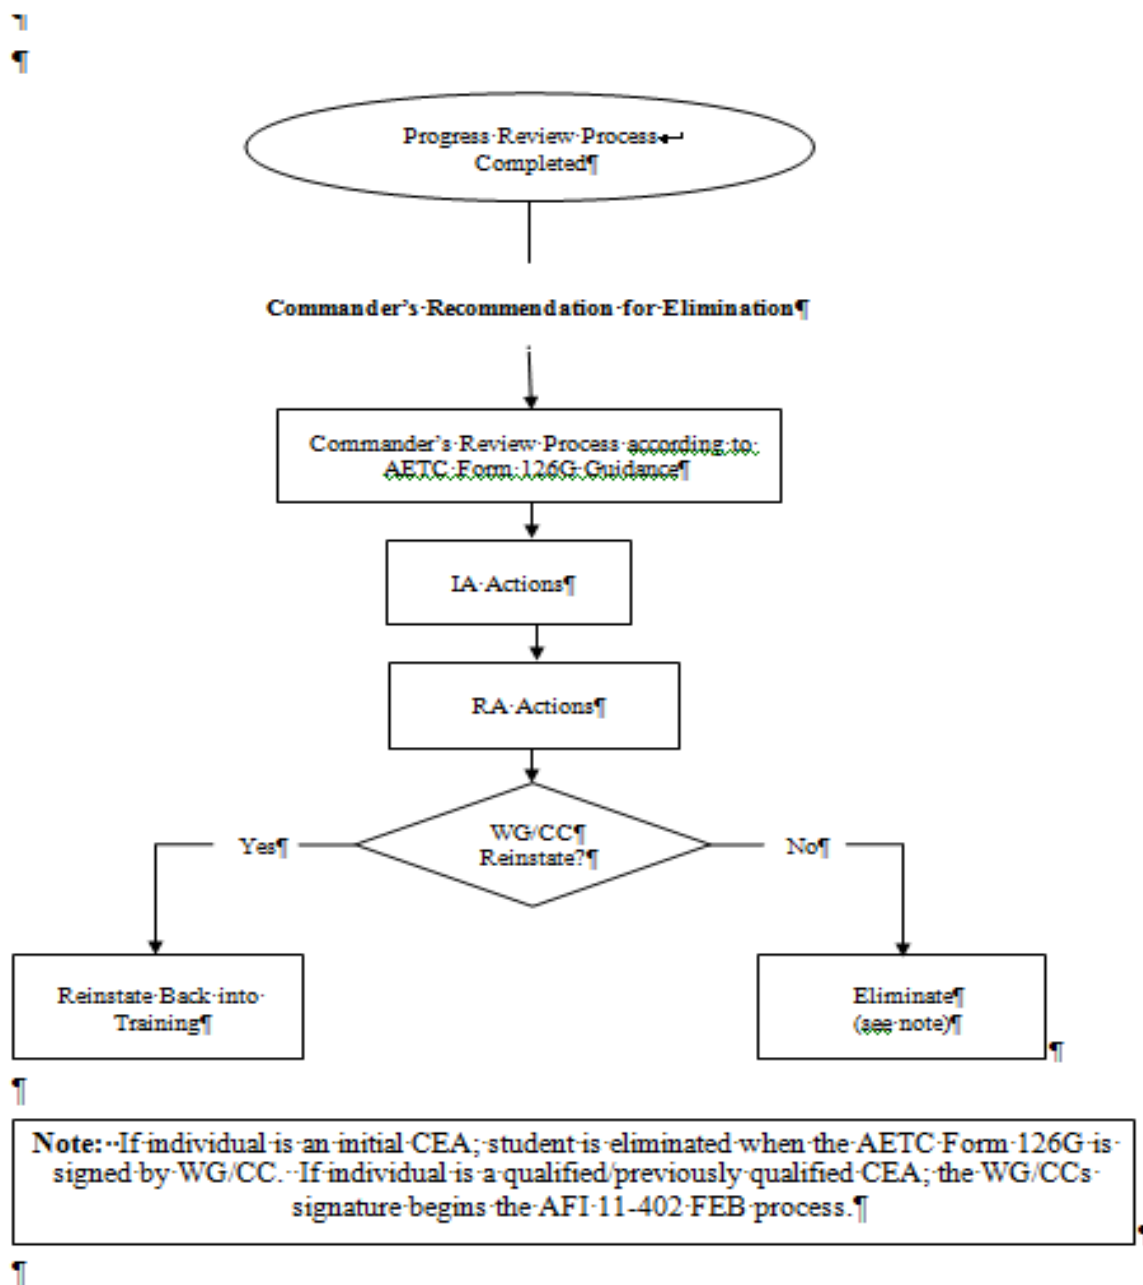 Progress Review Process
Completed¶
Commander's Recommendation for Elimination¶
Commander's Review Process according to
AETC Form 126G Guidance¶
IA Actions¶
RA Actions¶
WG/CC¶
Reinstate?¶
Yes¶
No¶
Reinstate Back into
Training¶
Eliminate¶
(see note)¶
Note: If individual is an initial CEA; student is eliminated when the AETC Form 126G is
signed by WG/CC. If individual is a qualified/previously qualified CEA; the WG/CCs
signature begins the AFI 11-402 FEB process.¶